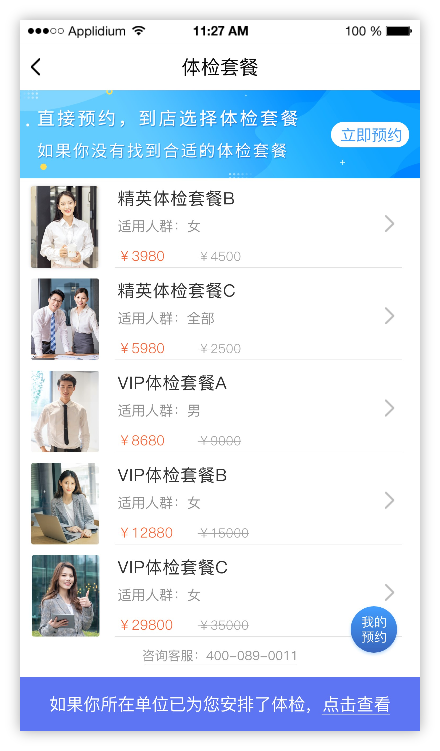 Applidium 11:27 AM 100 %
体检套餐
直接预约，到店选择体检套餐
立即预约
如果你没有找到合适的体检套餐
精英体检套餐B
适用人群：女
￥3980 ￥4500
精英体检套餐C
适用人群：全部
￥5980 ￥2500
VIP体检套餐A
适用人群：男
￥8680 ￥9000
VIP体检套餐B
适用人群：女
￥12880 ￥15000
VIP体检套餐C
适用人群：女
￥29800 ￥35000
我的
预约
咨询客服：400-089-0011
如果你所在单位已为您安排了体检，点击查看